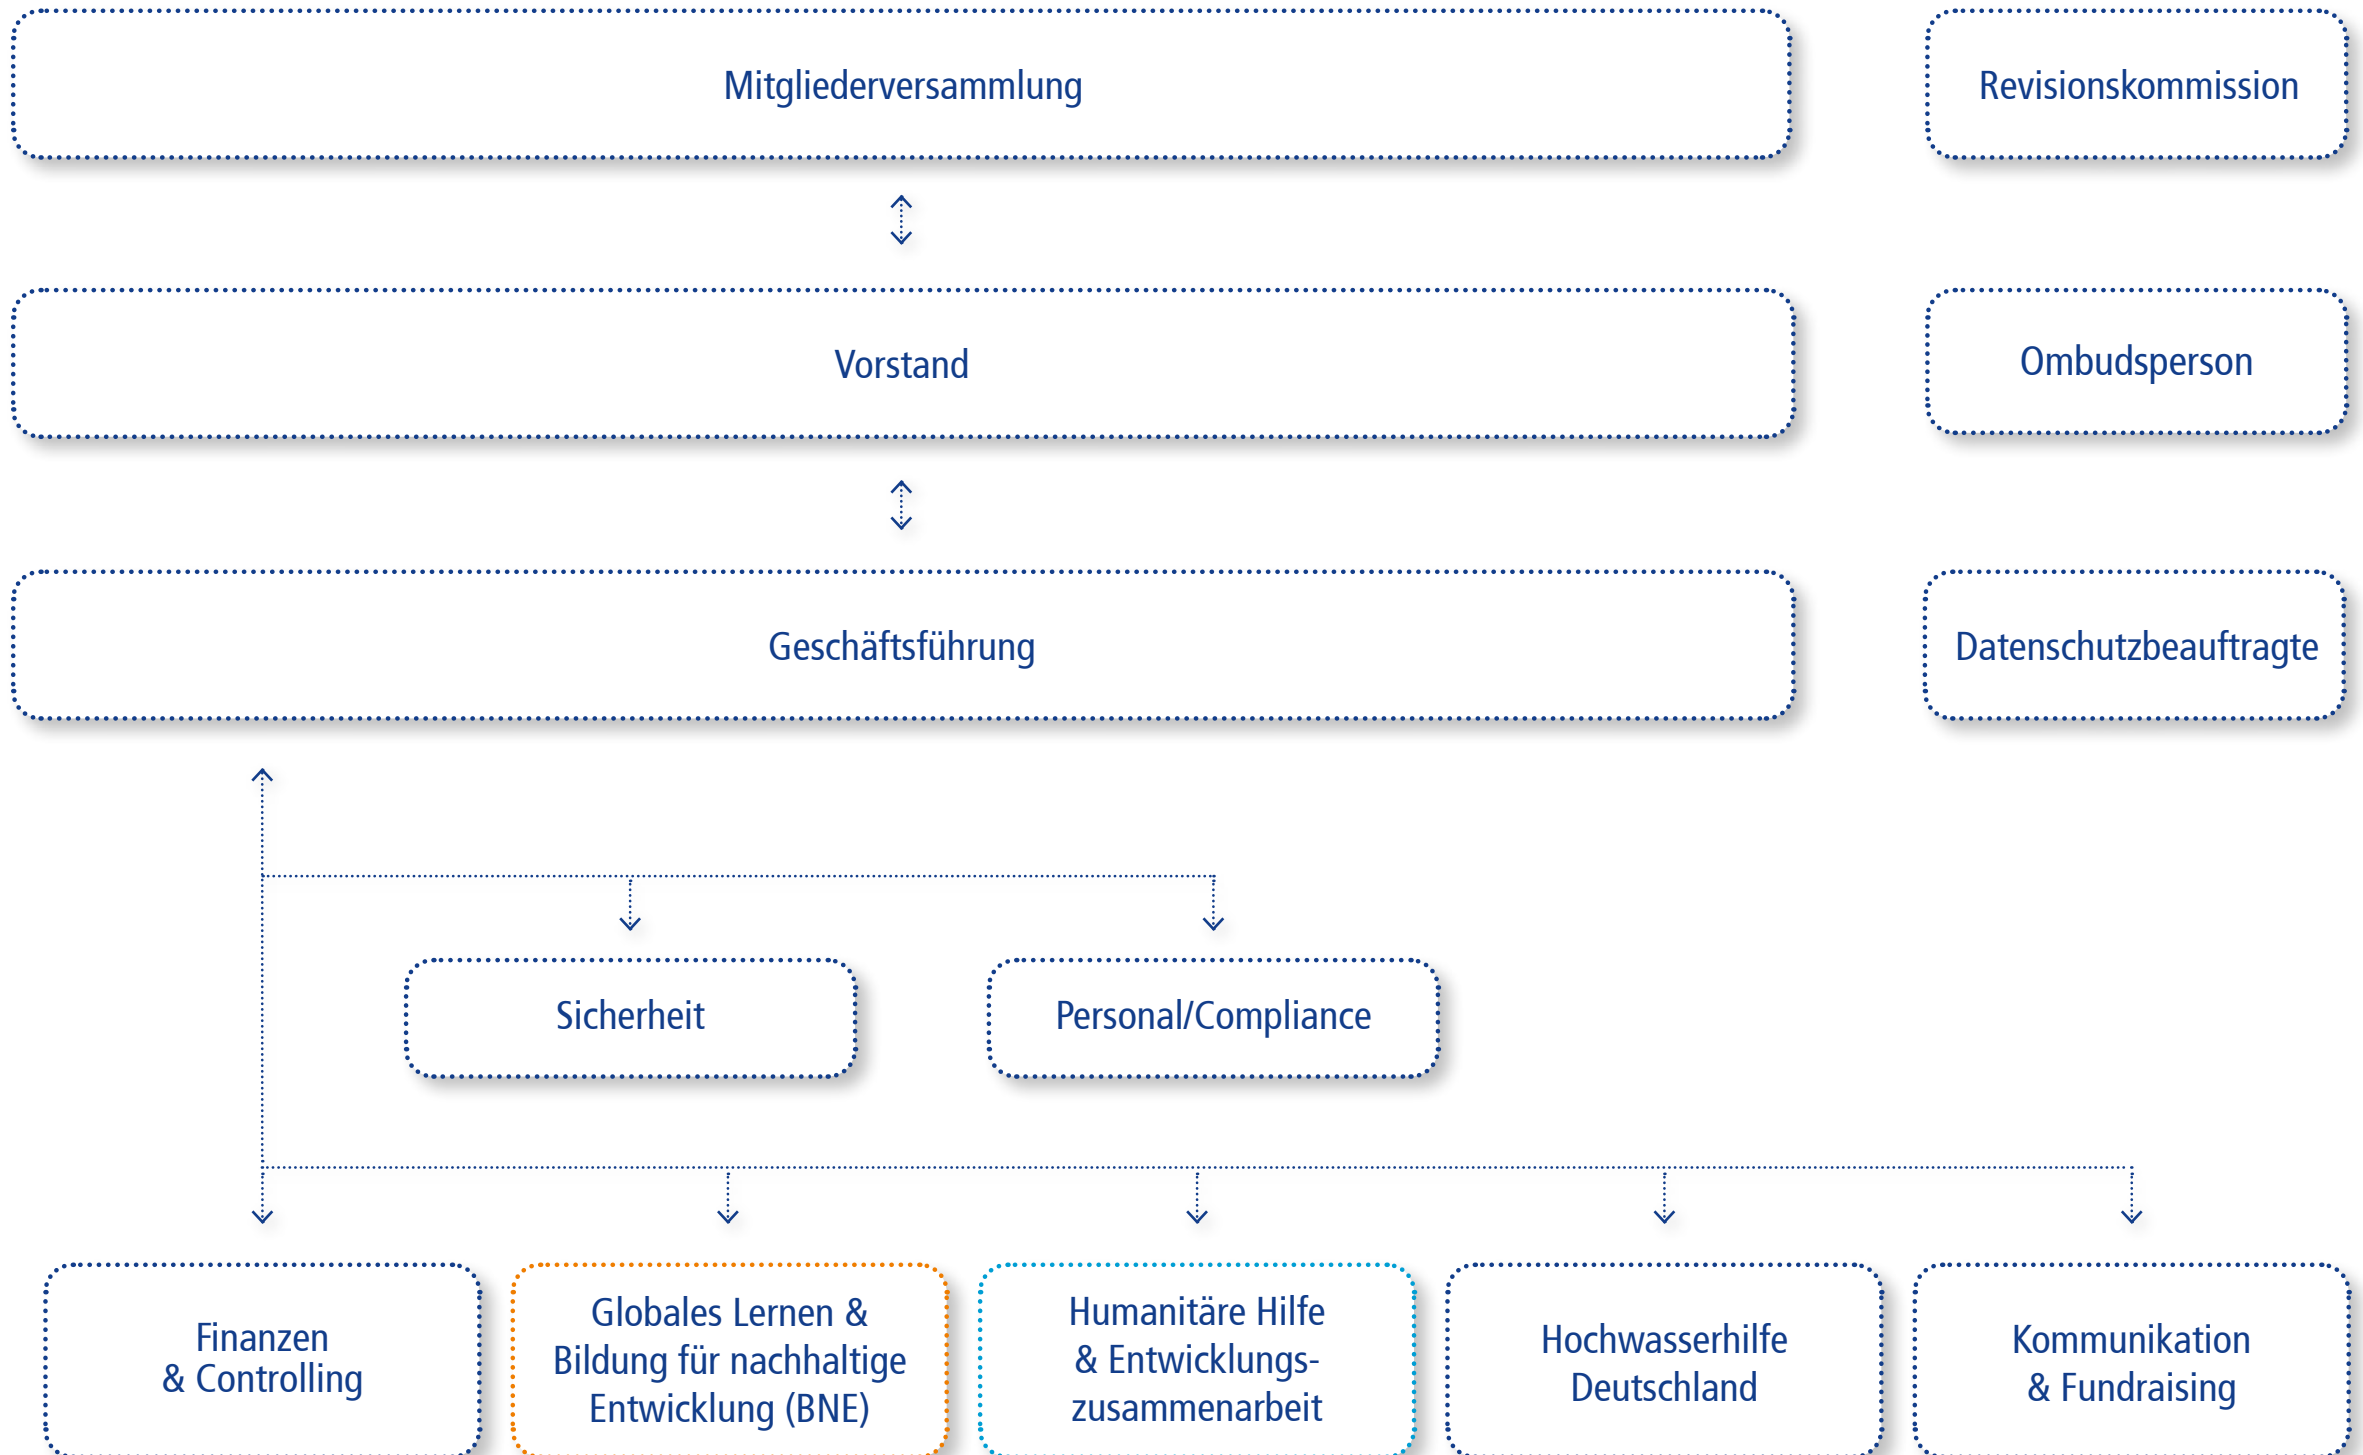 Mitgliederversammlung
Revisionskommission
Vorstand
Ombudsperson
Geschäftsführung
Datenschutzbeauftragte
Sicherheit
Personal/Compliance
Finanzen
& Controlling
Globales Lernen &
Bildung für nachhaltige
Entwicklung (BNE)
Humanitäre Hilfe
& Entwicklungs-
zusammenarbeit
Hochwasserhilfe
Deutschland
Kommunikation
& Fundraising